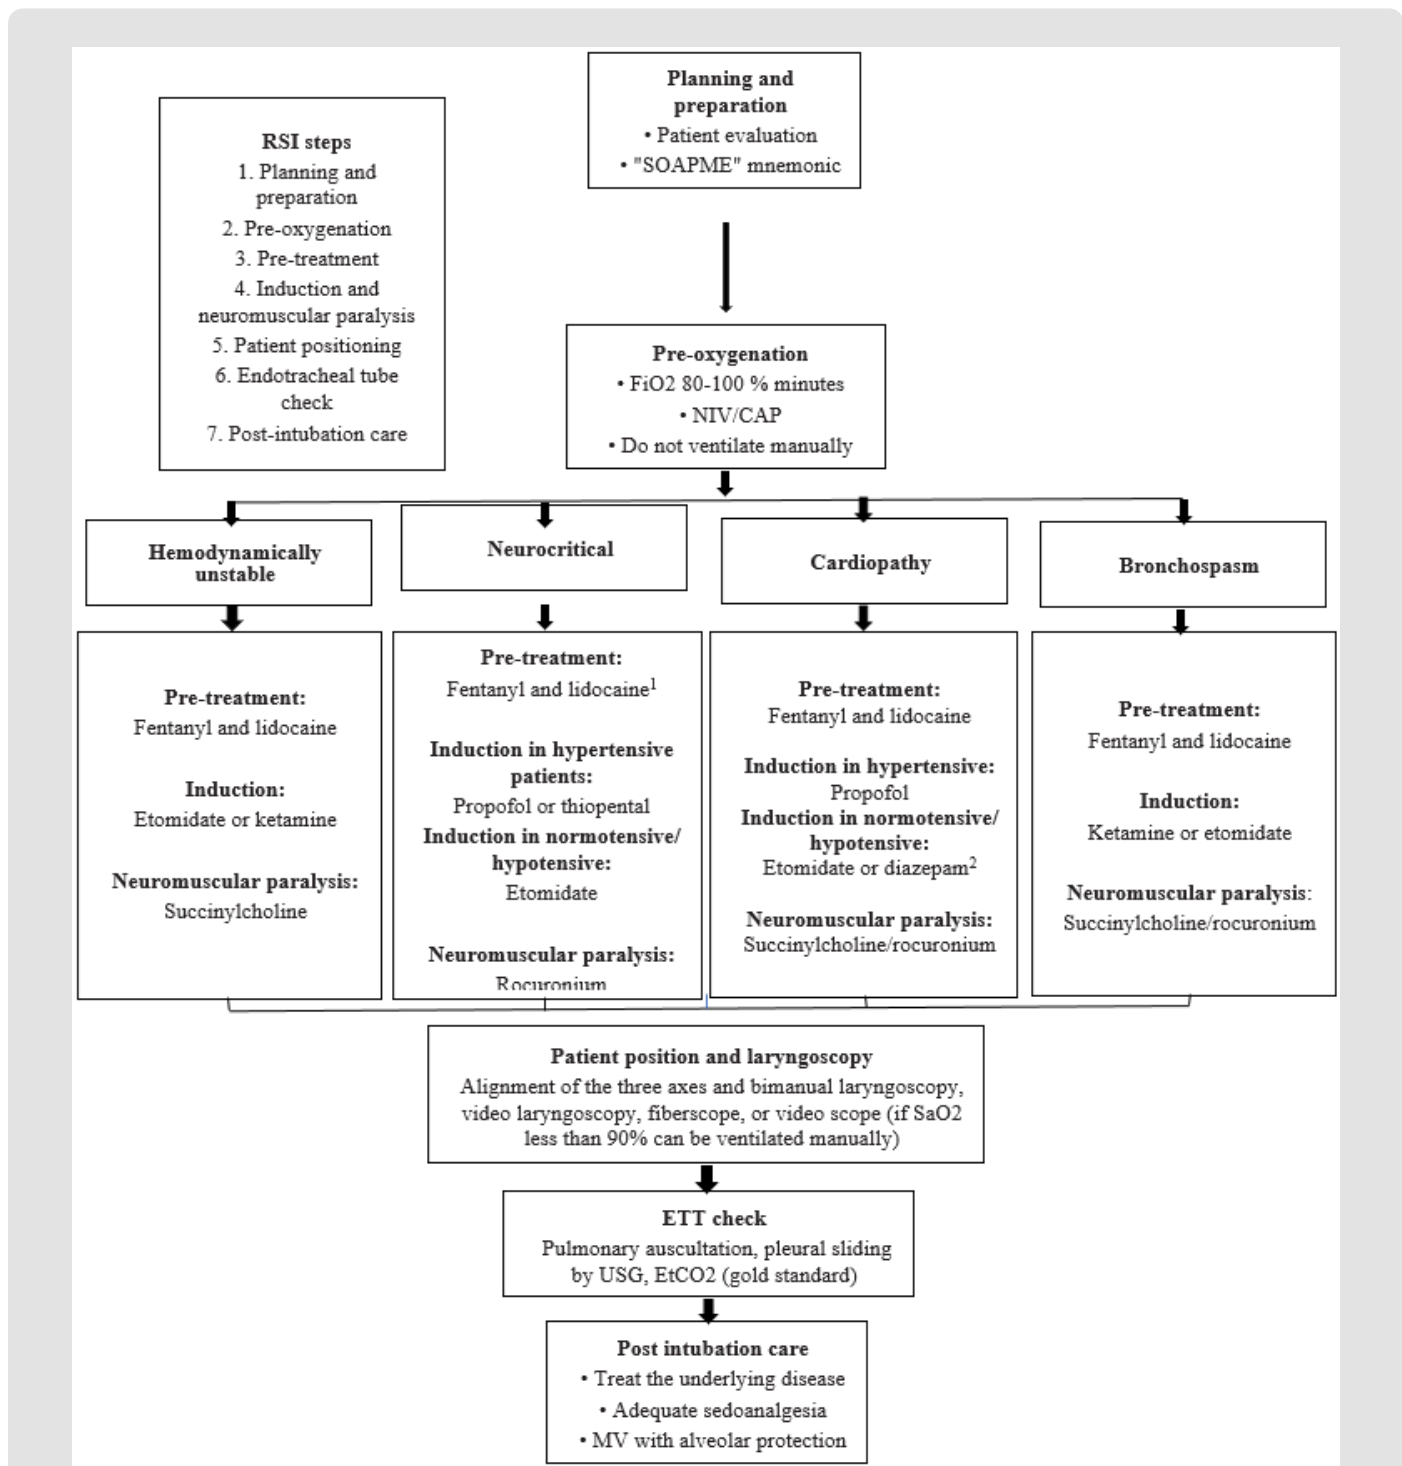 Planning and
preparation
• Patient evaluation
• "SOAPME" mnemonic
RSI steps
1. Planning and
preparation
2. Pre-oxygenation
3. Pre-treatment
4. Induction and
neuromuscular paralysis
5. Patient positioning
6. Endotracheal tube
check
7. Post-intubation care
Pre-oxygenation
• FiO2 80-100 % minutes
• NIV/CAP
• Do not ventilate manually
Hemodynamically
unstable
Neurocritical
Cardiopathy
Bronchospasm
Pre-treatment:
Fentanyl and lidocaine
Induction:
Etomidate or ketamine
Neuromuscular paralysis:
Succinylcholine
Pre-treatment:
Fentanyl and lidocaine¹
Induction in hypertensive
patients:
Propofol or thiopental
Induction in normotensive/
hypotensive:
Etomidate
Neuromuscular paralysis:
Rocuronium
Pre-treatment:
Fentanyl and lidocaine
Induction in hypertensive:
Propofol
Induction in normotensive/
hypotensive:
Etomidate or diazepam²
Neuromuscular paralysis:
Succinylcholine/rocuronium
Pre-treatment:
Fentanyl and lidocaine
Induction:
Ketamine or etomidate
Neuromuscular paralysis:
Succinylcholine/rocuronium
Patient position and laryngoscopy
Alignment of the three axes and bimanual laryngoscopy,
video laryngoscopy, fiberscope, or video scope (if SaO2
less than 90% can be ventilated manually)
ETT check
Pulmonary auscultation, pleural sliding
by USG, EtCO2 (gold standard)
Post intubation care
• Treat the underlying disease
• Adequate sedoanalgesia
• MV with alveolar protection